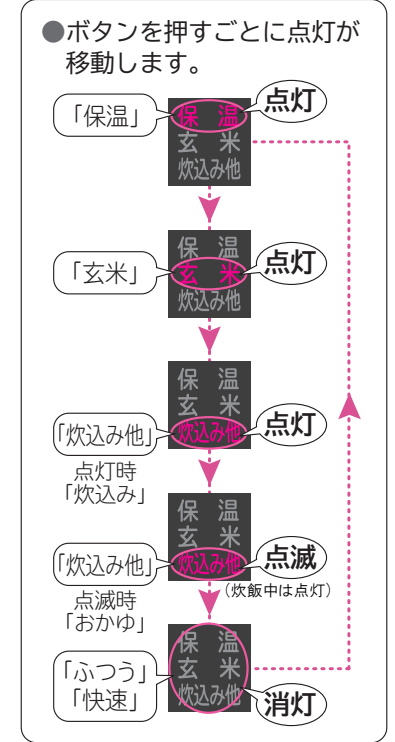 ●ボタンを押すごとに点灯が
移動します。
「保温」
保 温
玄 米
炊込み他
点灯
「玄米」
保 温
玄 米
炊込み他
点灯
保 温
玄 米
炊込み他
「炊込み他」
点灯
点灯時
「炊込み」
保 温
玄 米
炊込み他
「炊込み他」
点滅
(炊飯中は点灯)
点滅時
「おかゆ」
保 温
玄 米
炊込み他
「ふつう」
「快速」
消灯